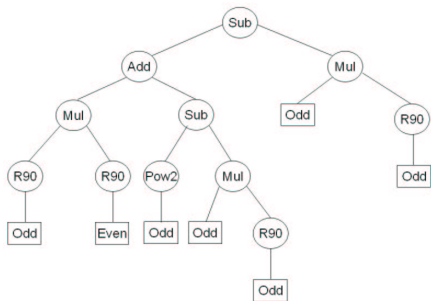 Sub
Add Mul
Mul Sub Odd R90
R90 R90 Pow2 Mul Odd
Odd Even Odd Odd R90
Odd